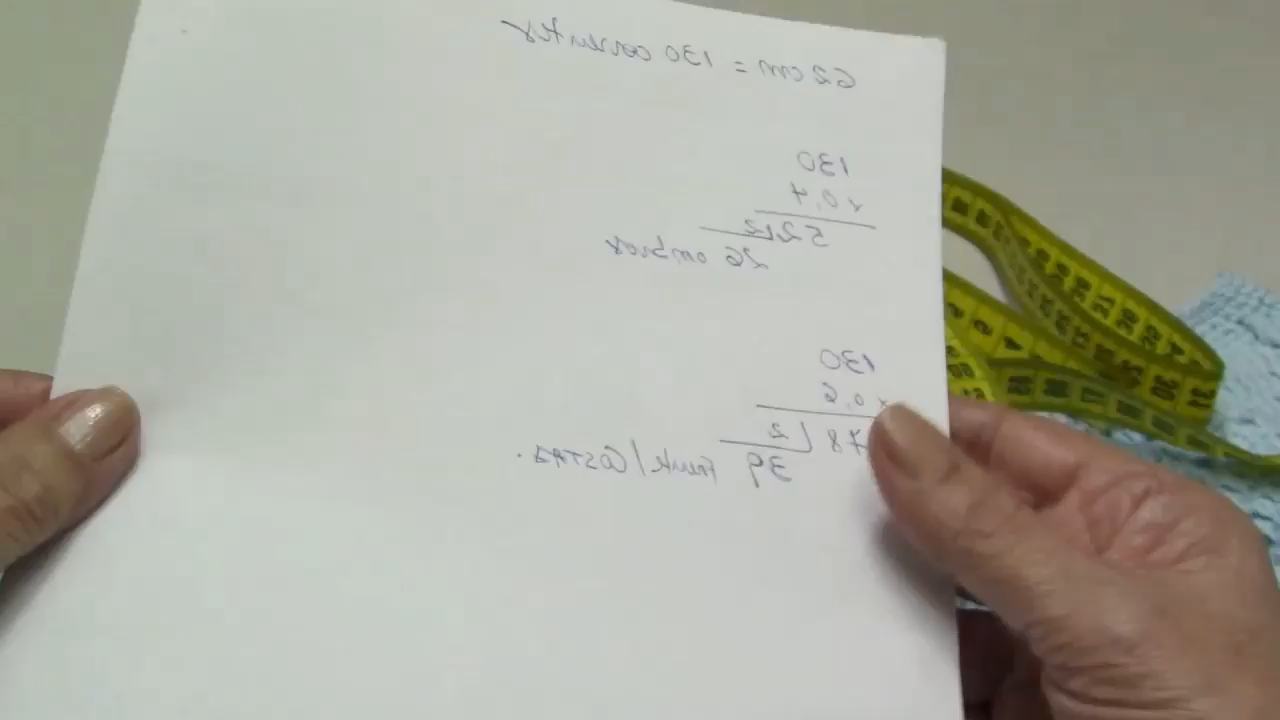 62 cm = 130 correntes
130
x 0,4
52 2
26 ombros
130
x 0,6
78 2
39 Frente/COSTAS.